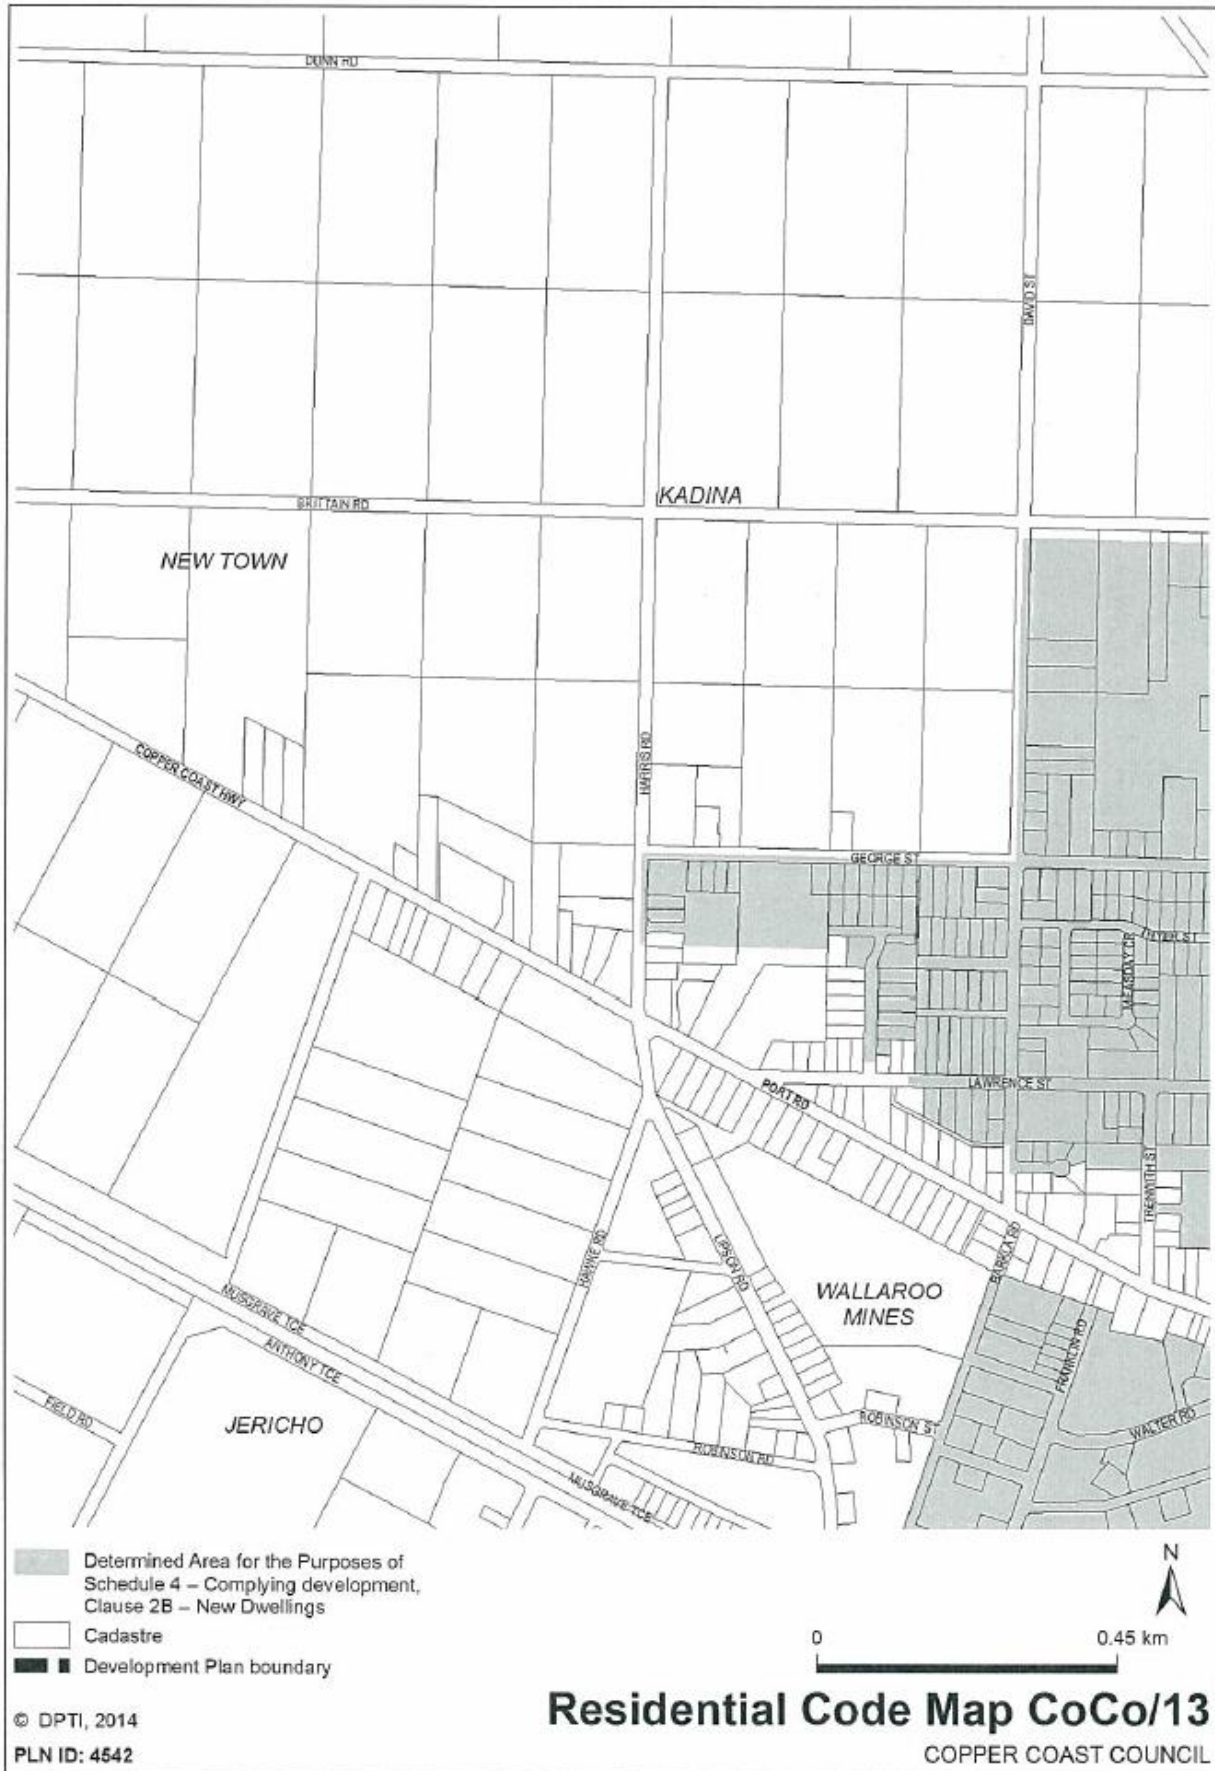 DUNN RD
DAVID ST
KADINA
BRITTAIN RD
NEW TOWN
COPPER COAST HWY
HARRIS RD
GEORGE ST
THYER ST
MEASDAY CR
LAWRENCE ST
PORT RD
TRENWITH ST
HAWKE RD
LIPSON RD
BARKLA RD
WALLAROO
MINES
FRANKLIN RD
MUSGRAVE TCE
ANTHONY TCE
FIELD RD
JERICHO
ROBINSON ST
WALTER RD
ROBINSON RD
MUSGRAVE TCE
Determined Area for the Purposes of
Schedule 4 – Complying development,
Clause 2B – New Dwellings
Cadastre
Development Plan boundary
N
0 0.45 km
Residential Code Map CoCo/13
© DPTI, 2014
PLN ID: 4542
COPPER COAST COUNCIL